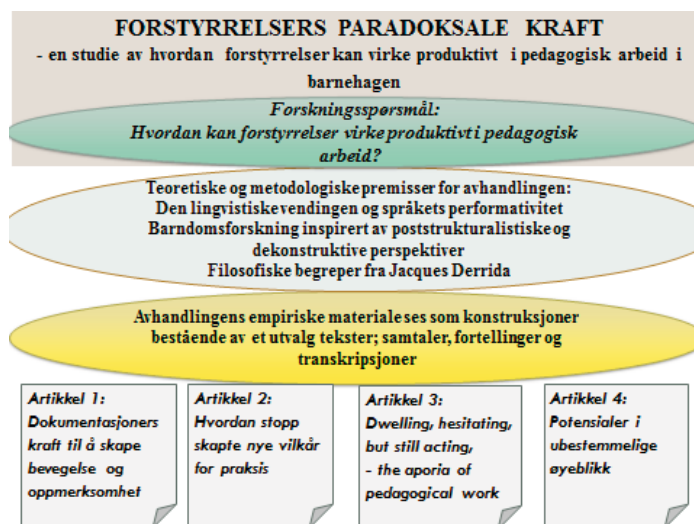 FORSTYRRELSERS PARADOKSALE KRAFT
- en studie av hvordan forstyrrelser kan virke produktivt i pedagogisk arbeid i
barnehagen
Forskningsspørsmål:
Hvordan kan forstyrrelser virke produktivt i pedagogisk
arbeid?
Teoretiske og metodologiske premisser for avhandlingen:
Den lingvistiske vendingen og språkets performativitet
Barndomsforskning inspirert av poststrukturalistiske og
dekonstruktive perspektiver
Filosofiske begreper fra Jacques Derrida
Avhandlingens empiriske materiale ses som konstruksjoner
bestående av et utvalg tekster; samtaler, fortellinger og
transkripsjoner
Artikkel 1:
Dokumentasjoners
kraft til å skape
bevegelse og
oppmerksomhet
Artikkel 2:
Hvordan stopp
skapte nye vilkår
for praksis
Artikkel 3:
Dwelling, hesitating,
but still acting,
- the aporia of
pedagogical work
Artikkel 4:
Potensialer i
ubestemmelige
øyeblikk